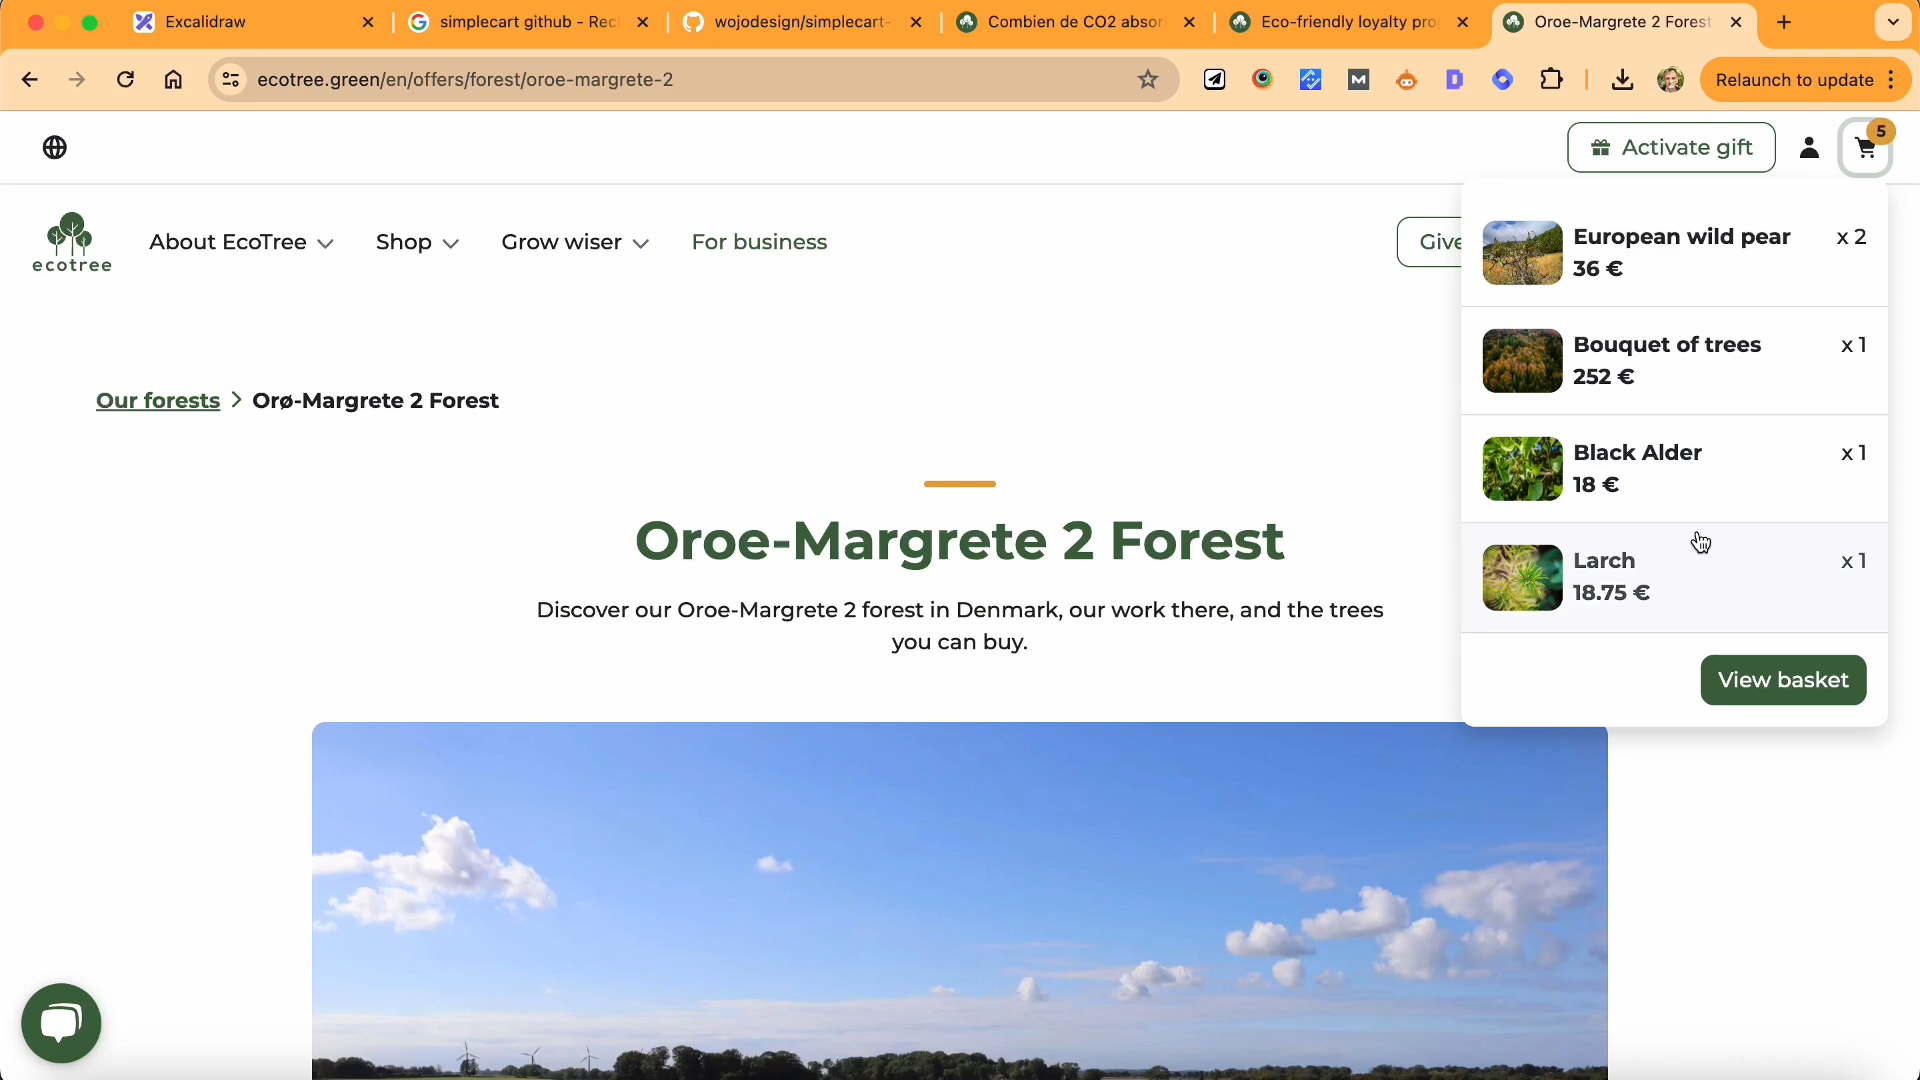 Excalidraw
simplecart github - Rec
wojodesign/simplecart-
Combien de CO2 absor
Eco-friendly loyalty pro
Oroe-Margrete 2 Forest
ecotree.green/en/offers/forest/oroe-margrete-2
Relaunch to update
Activate gift
5
ecotree
About EcoTree
Shop
Grow wiser
For business
Give
European wild pear x 2
36 €
Bouquet of trees x 1
252 €
Black Alder x 1
18 €
Larch x 1
18.75 €
View basket
Our forests > Orø-Margrete 2 Forest
Oroe-Margrete 2 Forest
Discover our Oroe-Margrete 2 forest in Denmark, our work there, and the trees
you can buy.